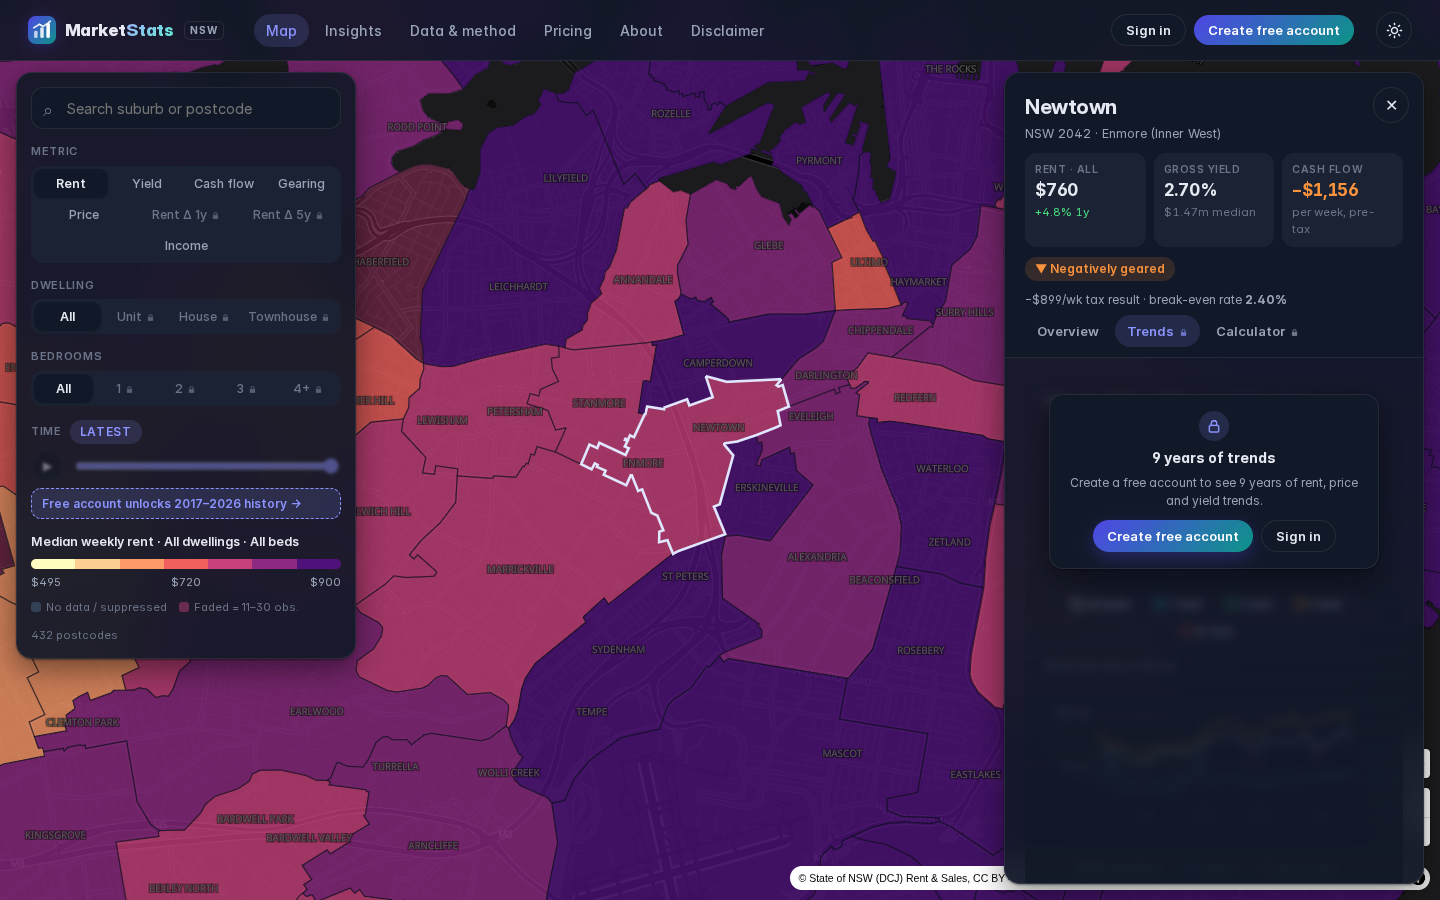 MarketStats NSW
Map Insights Data & method Pricing About Disclaimer
Sign in Create free account
Search suburb or postcode
METRIC
Rent Yield Cash flow Gearing
Price Rent Δ 1y Rent Δ 5y
Income
DWELLING
All Unit House Townhouse
BEDROOMS
All 1 2 3 4+
TIME LATEST
Free account unlocks 2017–2026 history →
Median weekly rent · All dwellings · All beds
$495 $720 $900
No data / suppressed Faded = 11–30 obs.
432 postcodes
THE ROCKS
RODD POINT
ROZELLE
PYRMONT
LILYFIELD
GLEBE
HABERFIELD
ANNANDALE
ULTIMO
LEICHHARDT
HAYMARKET
SURRY HILLS
CHIPPENDALE
CAMPERDOWN
DARLINGTON
REDFERN
STANMORE
PETERSHAM
LEWISHAM
EVELEIGH
NEWTOWN
ENMORE
WATERLOO
ERSKINEVILLE
ZETLAND
ALEXANDRIA
MARRICKVILLE
ST PETERS
BEACONSFIELD
SYDENHAM
ROSEBERY
TEMPE
EARLWOOD
CLEMTON PARK
MASCOT
TURRELLA
WOLLI CREEK
EASTLAKES
BARDWELL PARK
BARDWELL VALLEY
KINGSGROVE
ARNCLIFFE
M8
BEXLEY NORTH
© State of NSW (DCJ) Rent & Sales, CC BY
Newtown
NSW 2042 · Enmore (Inner West)
RENT · ALL
$760
+4.8% 1y
GROSS YIELD
2.70%
$1.47m median
CASH FLOW
−$1,156
per week, pre-
tax
▼ Negatively geared
−$899/wk tax result · break-even rate 2.40%
Overview Trends Calculator
9 years of trends
Create a free account to see 9 years of rent, price
and yield trends.
Create free account Sign in